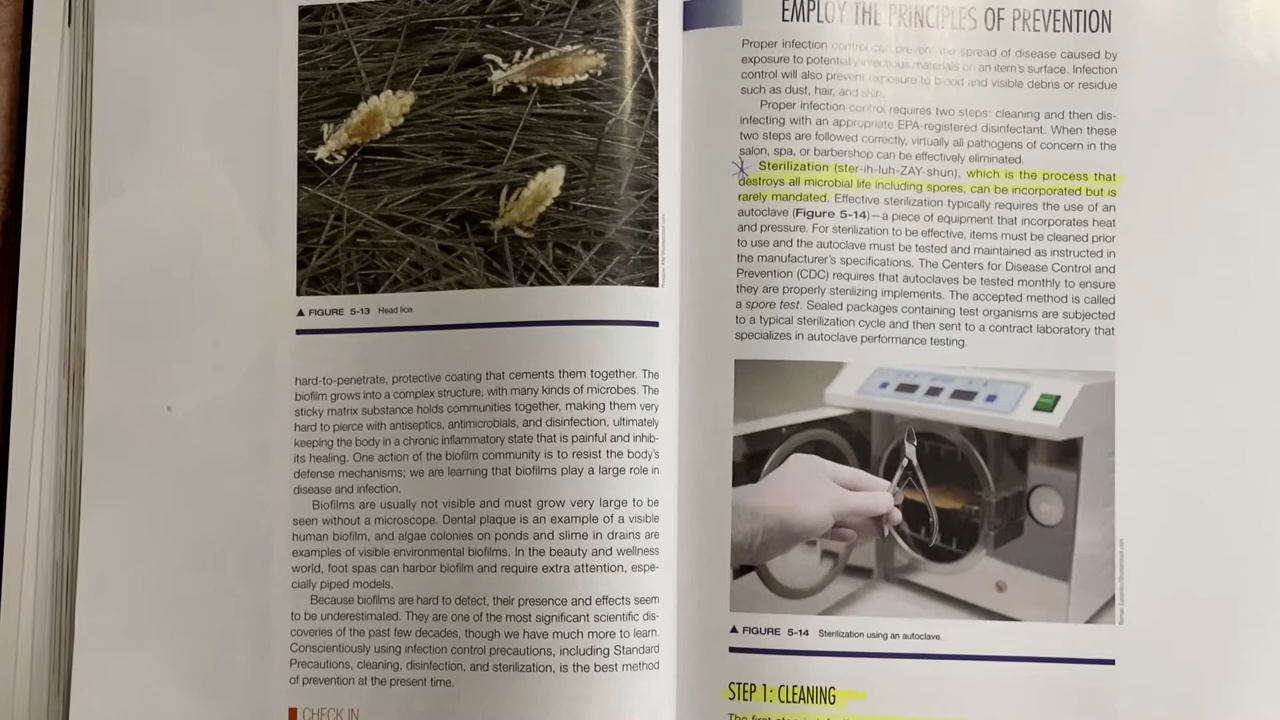 ▲ FIGURE 5-13 Head lice.
hard-to-penetrate, protective coating that cements them together. The
biofilm grows into a complex structure, with many kinds of microbes. The
sticky matrix substance holds communities together, making them very
hard to pierce with antiseptics, antimicrobials, and disinfection, ultimately
keeping the body in a chronic inflammatory state that is painful and inhib-
its healing. One action of the biofilm community is to resist the body's
defense mechanisms; we are learning that biofilms play a large role in
disease and infection.
Biofilms are usually not visible and must grow very large to be
seen without a microscope. Dental plaque is an example of a visible
human biofilm, and algae colonies on ponds and slime in drains are
examples of visible environmental biofilms. In the beauty and wellness
world, foot spas can harbor biofilm and require extra attention, espe-
cially piped models.
Because biofilms are hard to detect, their presence and effects seem
to be underestimated. They are one of the most significant scientific dis-
coveries of the past few decades, though we have much more to learn.
Conscientiously using infection control precautions, including Standard
Precautions, cleaning, disinfection, and sterilization, is the best method
of prevention at the present time.
CHECK IN
EMPLOY THE PRINCIPLES OF PREVENTION
Proper infection control can prevent the spread of disease caused by
exposure to potentially infectious materials on an item's surface. Infection
control will also prevent exposure to blood and visible debris or residue
such as dust, hair, and skin.
Proper infection control requires two steps: cleaning and then dis-
infecting with an appropriate EPA-registered disinfectant. When these
two steps are followed correctly, virtually all pathogens of concern in the
salon, spa, or barbershop can be effectively eliminated.
Sterilization (ster-ih-luh-ZAY-shun), which is the process that
destroys all microbial life including spores, can be incorporated but is
rarely mandated. Effective sterilization typically requires the use of an
autoclave (Figure 5-14)—a piece of equipment that incorporates heat
and pressure. For sterilization to be effective, items must be cleaned prior
to use and the autoclave must be tested and maintained as instructed in
the manufacturer's specifications. The Centers for Disease Control and
Prevention (CDC) requires that autoclaves be tested monthly to ensure
they are properly sterilizing implements. The accepted method is called
a spore test. Sealed packages containing test organisms are subjected
to a typical sterilization cycle and then sent to a contract laboratory that
specializes in autoclave performance testing.
▲ FIGURE 5-14 Sterilization using an autoclave.
STEP 1: CLEANING